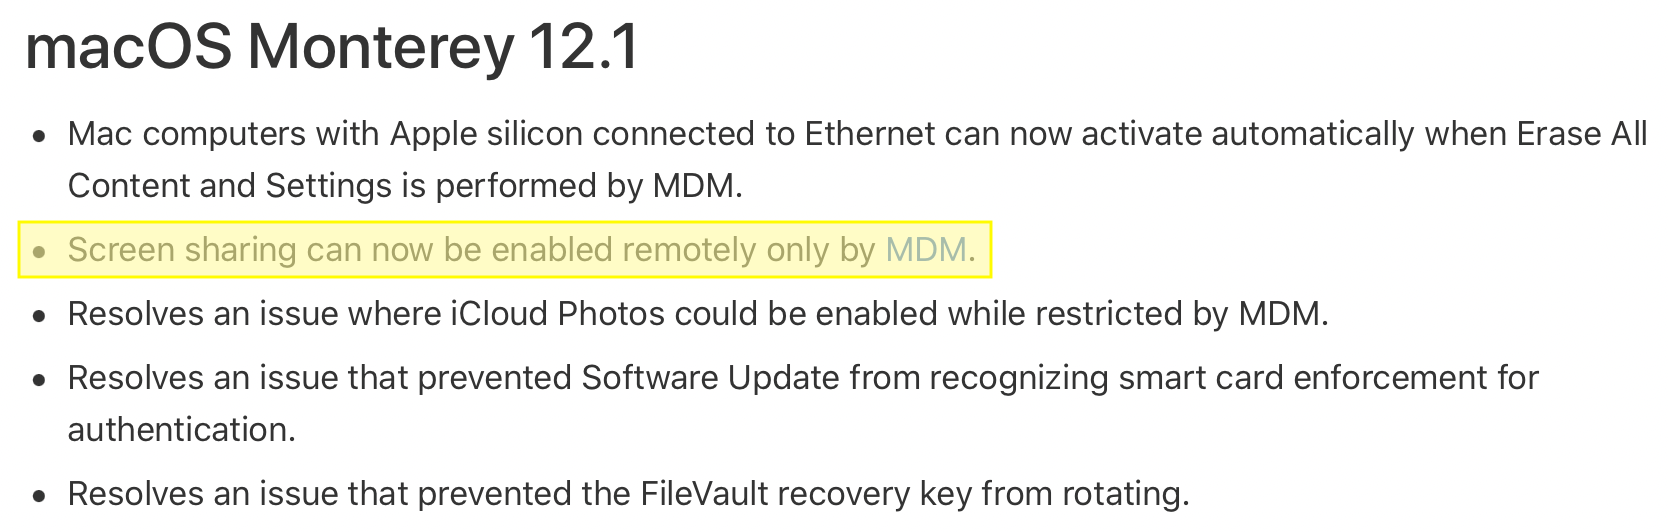 macOS Monterey 12.1
• Mac computers with Apple silicon connected to Ethernet can now activate automatically when Erase All
Content and Settings is performed by MDM.
• Screen sharing can now be enabled remotely only by MDM.
• Resolves an issue where iCloud Photos could be enabled while restricted by MDM.
• Resolves an issue that prevented Software Update from recognizing smart card enforcement for
authentication.
• Resolves an issue that prevented the FileVault recovery key from rotating.